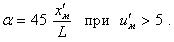 α = 45 x'ₘ/L при u'ₘ > 5 .